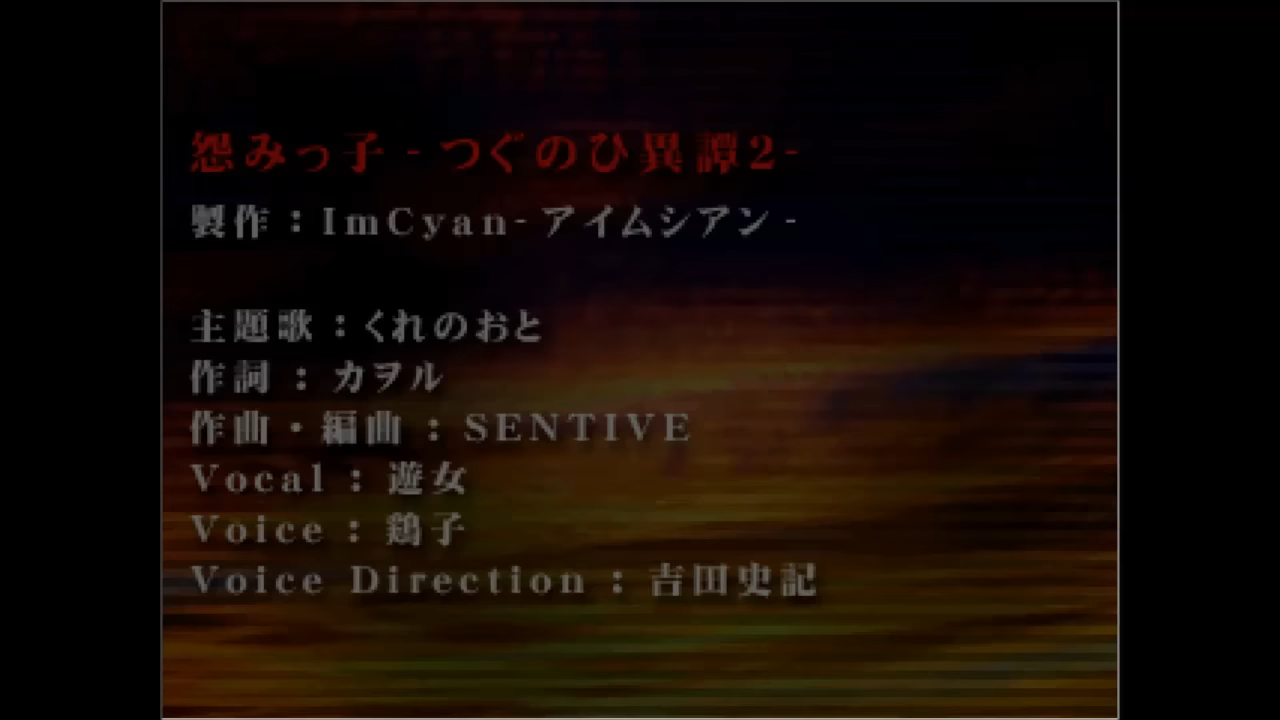 怨みっ子 - つぐのひ異譚2-
製作：ImCyan-アイムシアン-
主題歌：くれのおと
作詞 ： カヲル
作曲・編曲 ： SENTIVE
Vocal ： 遊女
Voice ： 鶏子
Voice Direction ： 吉田史記